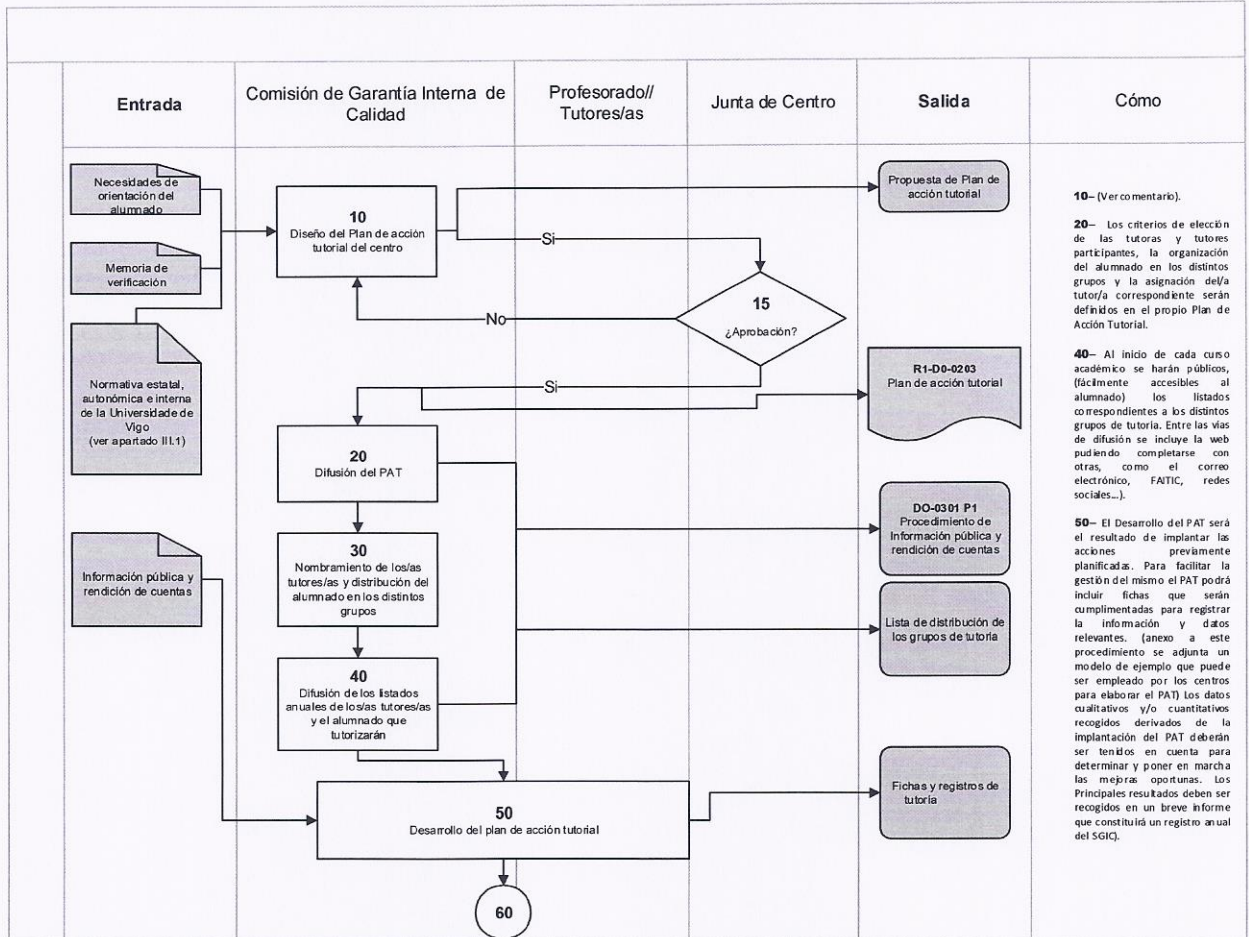 Entrada
Comisión de Garantía Interna de
Calidad
Profesorado//
Tutores/as
Junta de Centro
Salida
Cómo
Necesidades de
orientación del
alumnado
Memoria de
verificación
Normativa estatal,
autonómica e interna
de la Universidade de
Vigo
(ver apartado III.1)
Información pública y
rendición de cuentas
10
Diseño del Plan de acción
tutorial del centro
Si
No
15
¿Aprobación?
Si
20
Difusión del PAT
30
Nombramiento de los/as
tutores/as y distribución del
alumnado en los distintos
grupos
40
Difusión de los listados
anuales de los/as tutores/as
y el alumnado que
tutorizarán
50
Desarrollo del plan de acción tutorial
60
Propuesta de Plan de
acción tutorial
R1-D0-0203
Plan de acción tutorial
DO-0301 P1
Procedimiento de
Información pública y
rendición de cuentas
Lista de distribución de
los grupos de tutoria
Fichas y registros de
tutoria
10– (Ver comentario).
20– Los criterios de elección
de las tutoras y tutores
participantes, la organización
del alumnado en los distintos
grupos y la asignación del/a
tutor/a correspondiente serán
definidos en el propio Plan de
Acción Tutorial.
40– Al inicio de cada curso
académico se harán públicos,
(fácilmente accesibles al
alumnado) los listados
correspondientes a los distintos
grupos de tutoria. Entre las vías
de difusión se incluye la web
pudiendo completarse con
otras, como el correo
electrónico, FAITIC, redes
sociales...).
50– El Desarrollo del PAT será
el resultado de implantar las
acciones previamente
planificadas. Para facilitar la
gestión del mismo el PAT podrá
incluir fichas que serán
cumplimentadas para registrar
la información y datos
relevantes. (anexo a este
procedimiento se adjunta un
modelo de ejemplo que puede
ser empleado por los centros
para elaborar el PAT) Los datos
cualitativos y/o cuantitativos
recogidos derivados de la
implantación del PAT deberán
ser tenidos en cuenta para
determinar y poner en marcha
las mejoras oportunas. Los
Principales resultados deben ser
recogidos en un breve informe
que constituirá un registro anual
del SGIC).